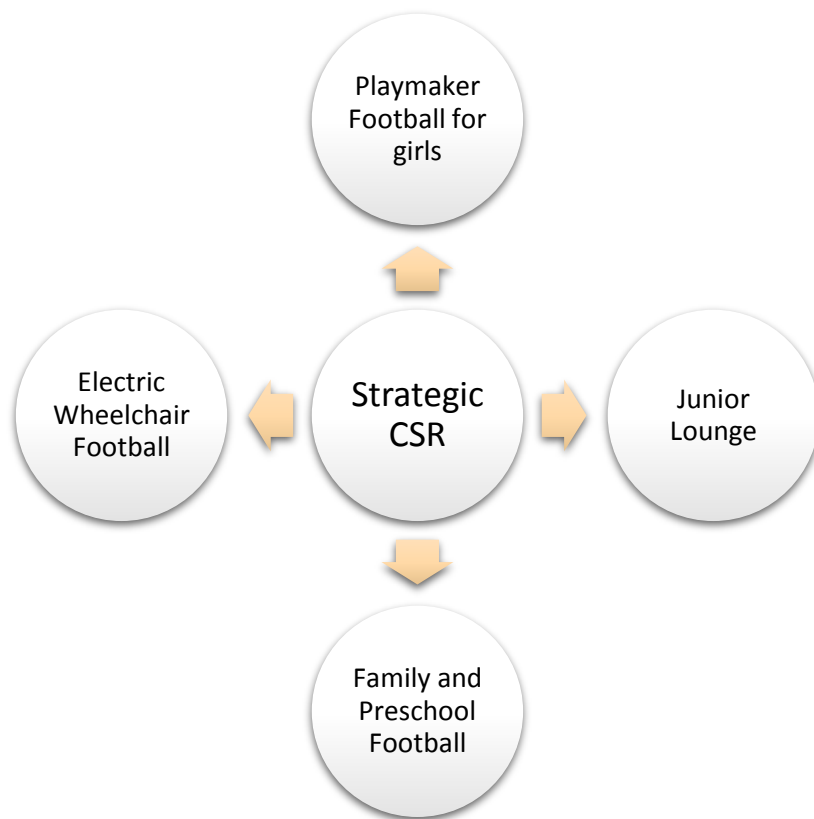 Playmaker
Football for
girls
Electric
Wheelchair
Football
Strategic
CSR
Junior
Lounge
Family and
Preschool
Football